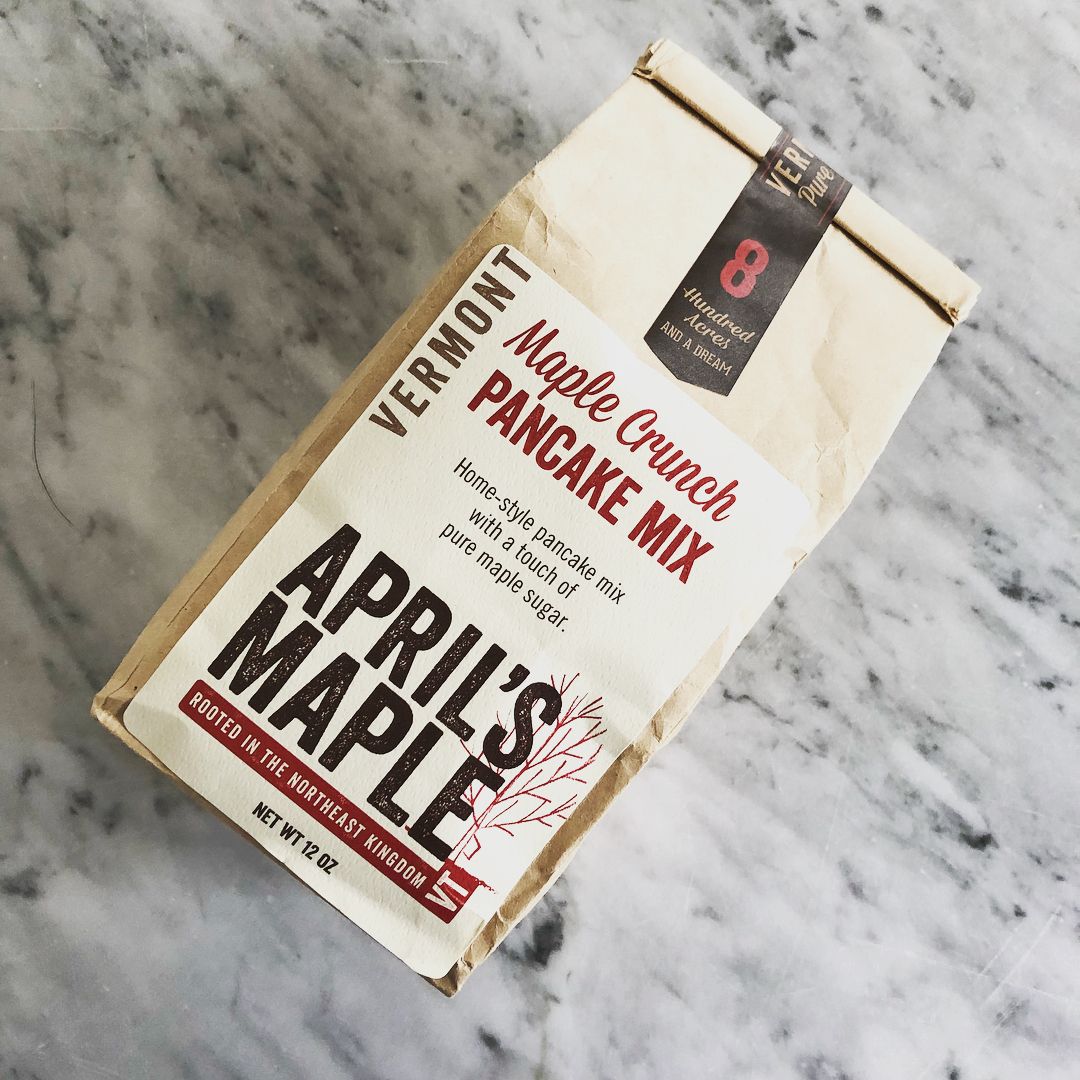 Pure
8
Hundred
Acres
AND A DREAM
VERMONT
Maple Crunch
PANCAKE MIX
Home-style pancake mix
with a touch of
pure maple sugar.
APRIL'S
MAPLE
ROOTED IN THE NORTHEAST KINGDOM
VT
NET WT 12 OZ